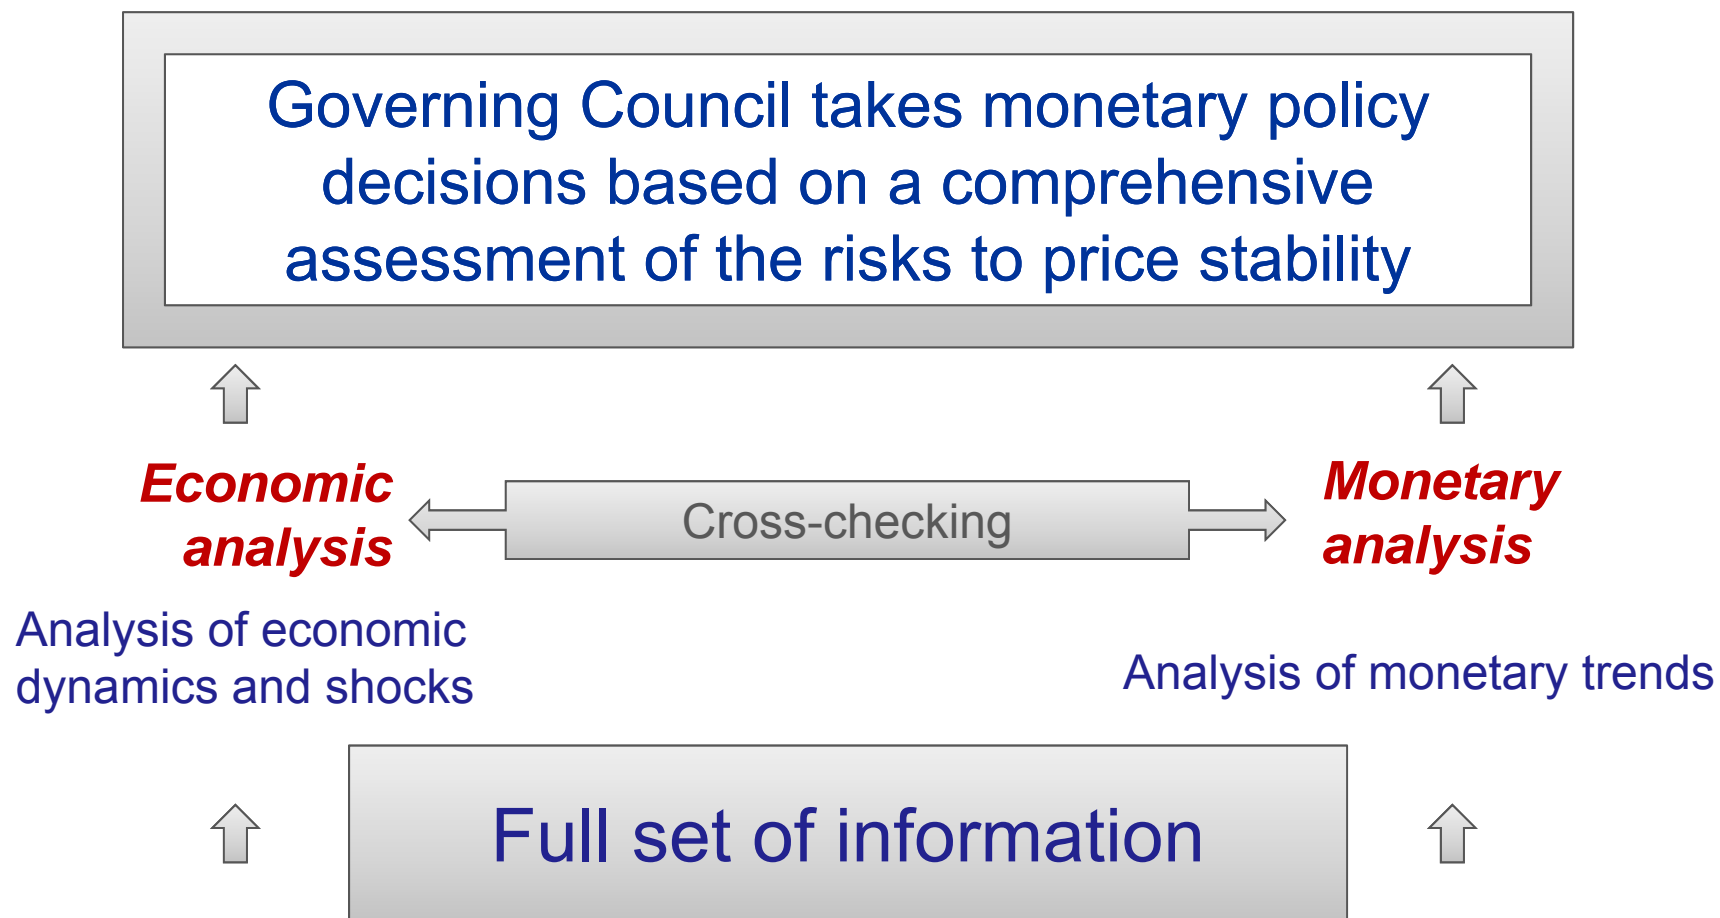 Governing Council takes monetary policy
decisions based on a comprehensive
assessment of the risks to price stability
Economic
analysis
Cross-checking
Monetary
analysis
Analysis of economic
dynamics and shocks
Analysis of monetary trends
Full set of information